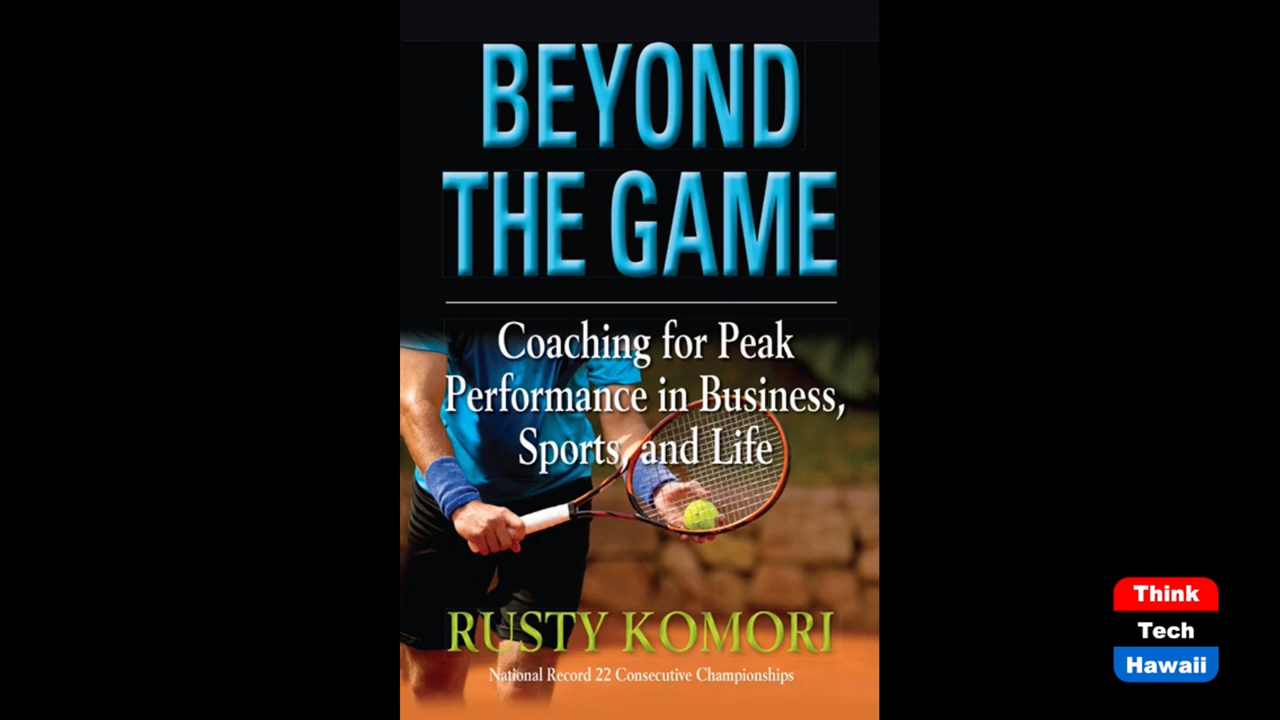 BEYOND
THE GAME
Coaching for Peak
Performance in Business,
Sports, and Life
RUSTY KOMORI
National Record 22 Consecutive Championships
Think
Tech
Hawaii